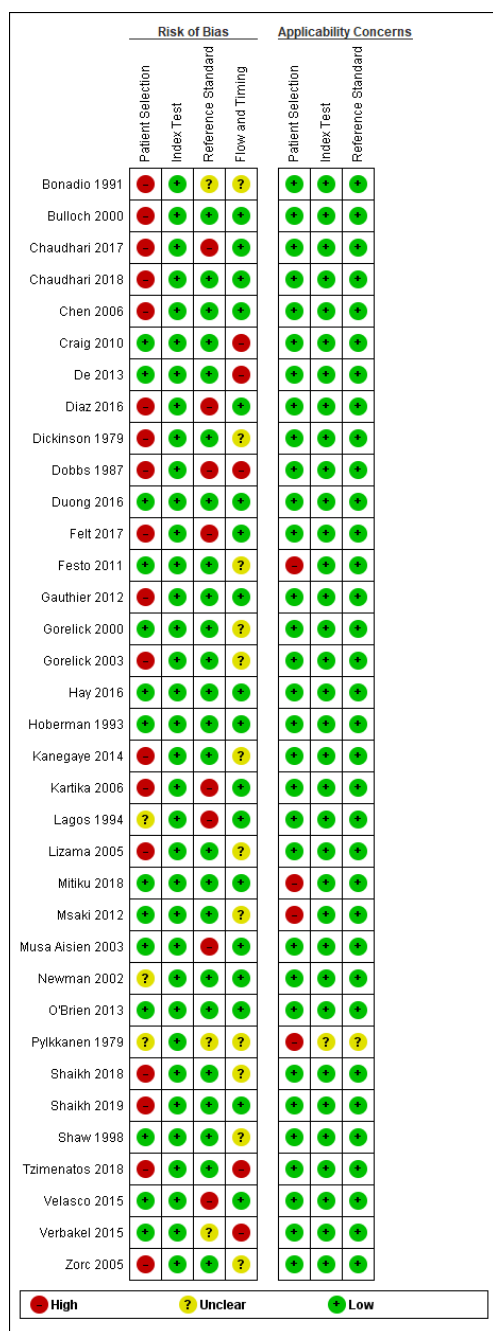 Risk of Bias Applicability Concerns
Patient Selection
Index Test
Reference Standard
Flow and Timing
Patient Selection
Index Test
Reference Standard
Bonadio 1991 - + ? ? + + +
Bulloch 2000 - + + + + + +
Chaudhari 2017 - + - + + + +
Chaudhari 2018 - + + + + + +
Chen 2006 - + + + + + +
Craig 2010 + + + - + + +
De 2013 + + + - + + +
Diaz 2016 - + - + + + +
Dickinson 1979 - + + ? + + +
Dobbs 1987 - + - - + + +
Duong 2016 + + + + + + +
Felt 2017 - + - + + + +
Festo 2011 + + + ? - + +
Gauthier 2012 - + + + + + +
Gorelick 2000 + + + ? + + +
Gorelick 2003 - + + ? + + +
Hay 2016 + + + + + + +
Hoberman 1993 + + + + + + +
Kanegaye 2014 - + + ? + + +
Kartika 2006 - + - + + + +
Lagos 1994 ? + - + + + +
Lizama 2005 - + + ? + + +
Mitiku 2018 + + + + - + +
Msaki 2012 + + + ? - + +
Musa Aisien 2003 + + - + + + +
Newman 2002 ? + + + + + +
O'Brien 2013 + + + + + + +
Pylkkanen 1979 ? + ? ? - ? ?
Shaikh 2018 - + + ? + + +
Shaikh 2019 - + + + + + +
Shaw 1998 + + + ? + + +
Tzimenatos 2018 - + + - + + +
Velasco 2015 + + - + + + +
Verbakel 2015 + + ? - + + +
Zorc 2005 - + + ? + + +
- High ? Unclear + Low